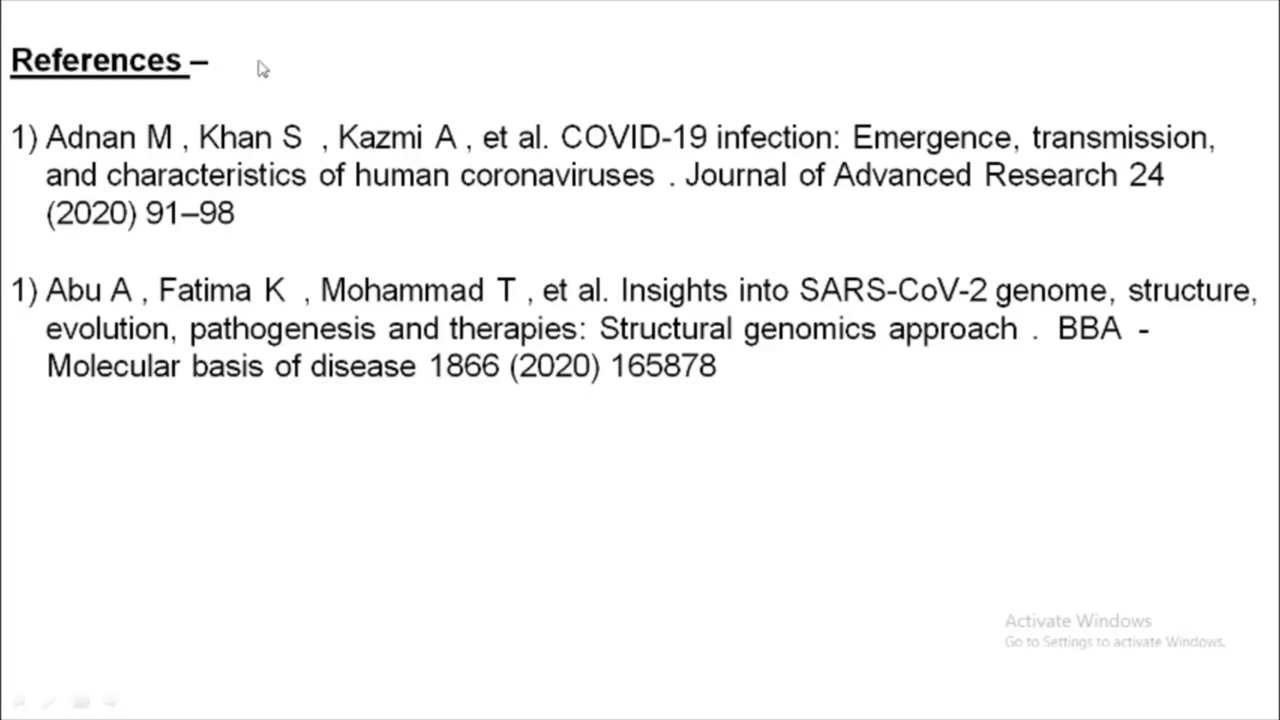 References –
1) Adnan M , Khan S , Kazmi A , et al. COVID-19 infection: Emergence, transmission,
and characteristics of human coronaviruses . Journal of Advanced Research 24
(2020) 91–98
1) Abu A , Fatima K , Mohammad T , et al. Insights into SARS-CoV-2 genome, structure,
evolution, pathogenesis and therapies: Structural genomics approach . BBA -
Molecular basis of disease 1866 (2020) 165878
Activate Windows
Go to Settings to activate Windows.